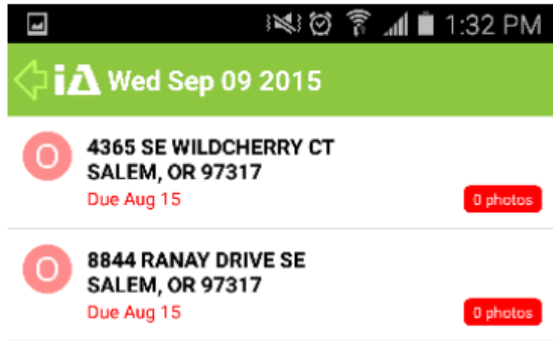 1:32 PM
iA Wed Sep 09 2015
O
4365 SE WILDCHERRY CT
SALEM, OR 97317
Due Aug 15
0 photos
O
8844 RANAY DRIVE SE
SALEM, OR 97317
Due Aug 15
0 photos